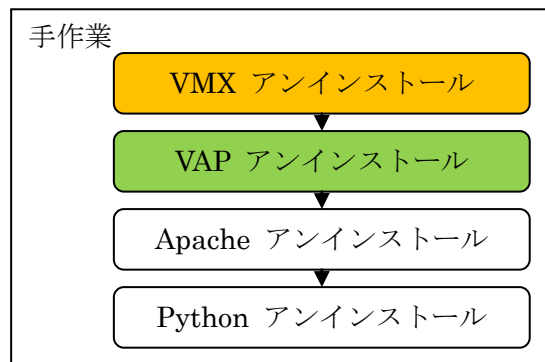 手作業
VMX アンインストール
VAP アンインストール
Apache アンインストール
Python アンインストール